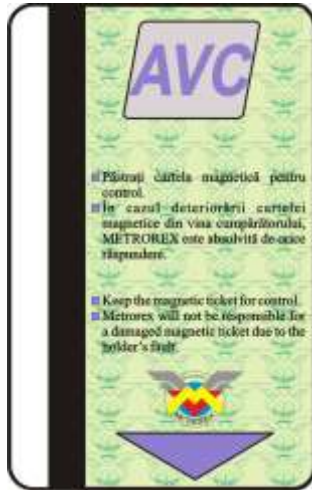 AVC
Păstrați cartela magnetică pentru
control.
În cazul deteriorării cartelei
magnetice din vina cumpărătorului,
METROREX este absolvită de orice
răspundere.
Keep the magnetic ticket for control.
Metrorex will not be responsible for
a damaged magnetic ticket due to the
holder's fault.